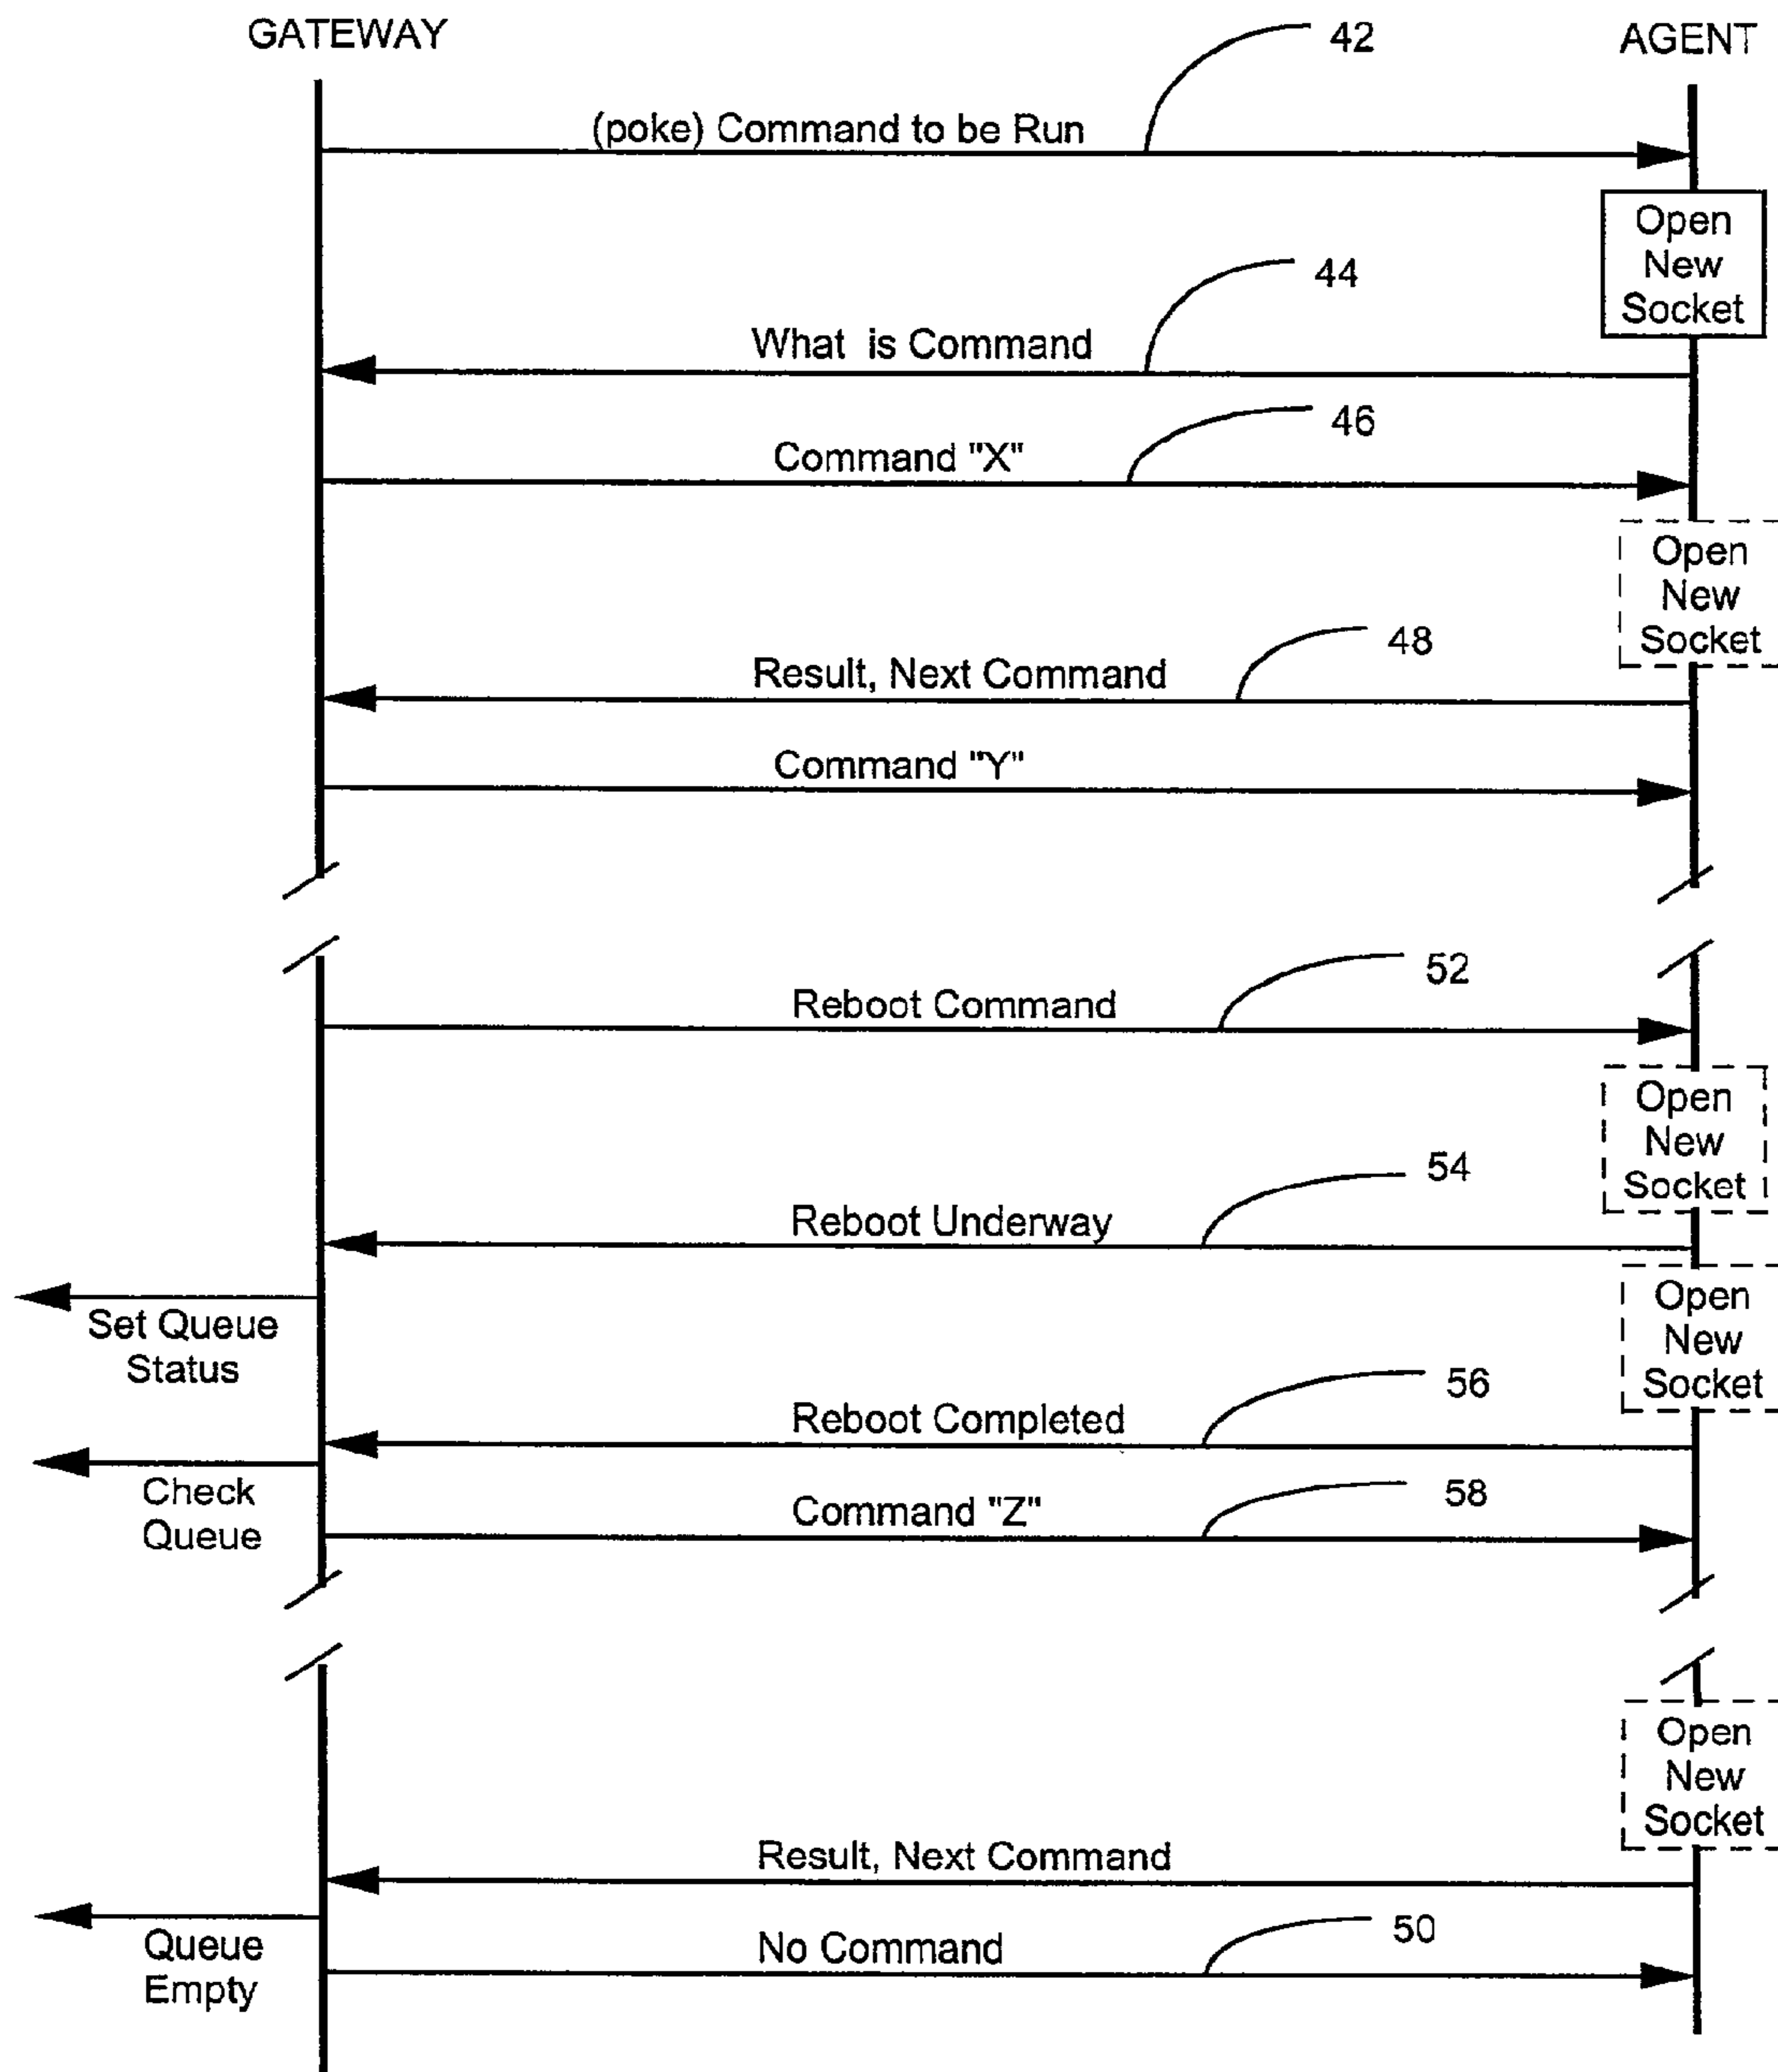 GATEWAY
42
AGENT
(poke) Command to be Run
Open
New
Socket
44
What is Command
46
Command "X"
Open
New
Socket
48
Result, Next Command
Command "Y"
52
Reboot Command
Open
New
Socket
54
Reboot Underway
Open
New
Socket
Set Queue
Status
56
Reboot Completed
Check
Queue
58
Command "Z"
Open
New
Socket
Result, Next Command
50
No Command
Queue
Empty